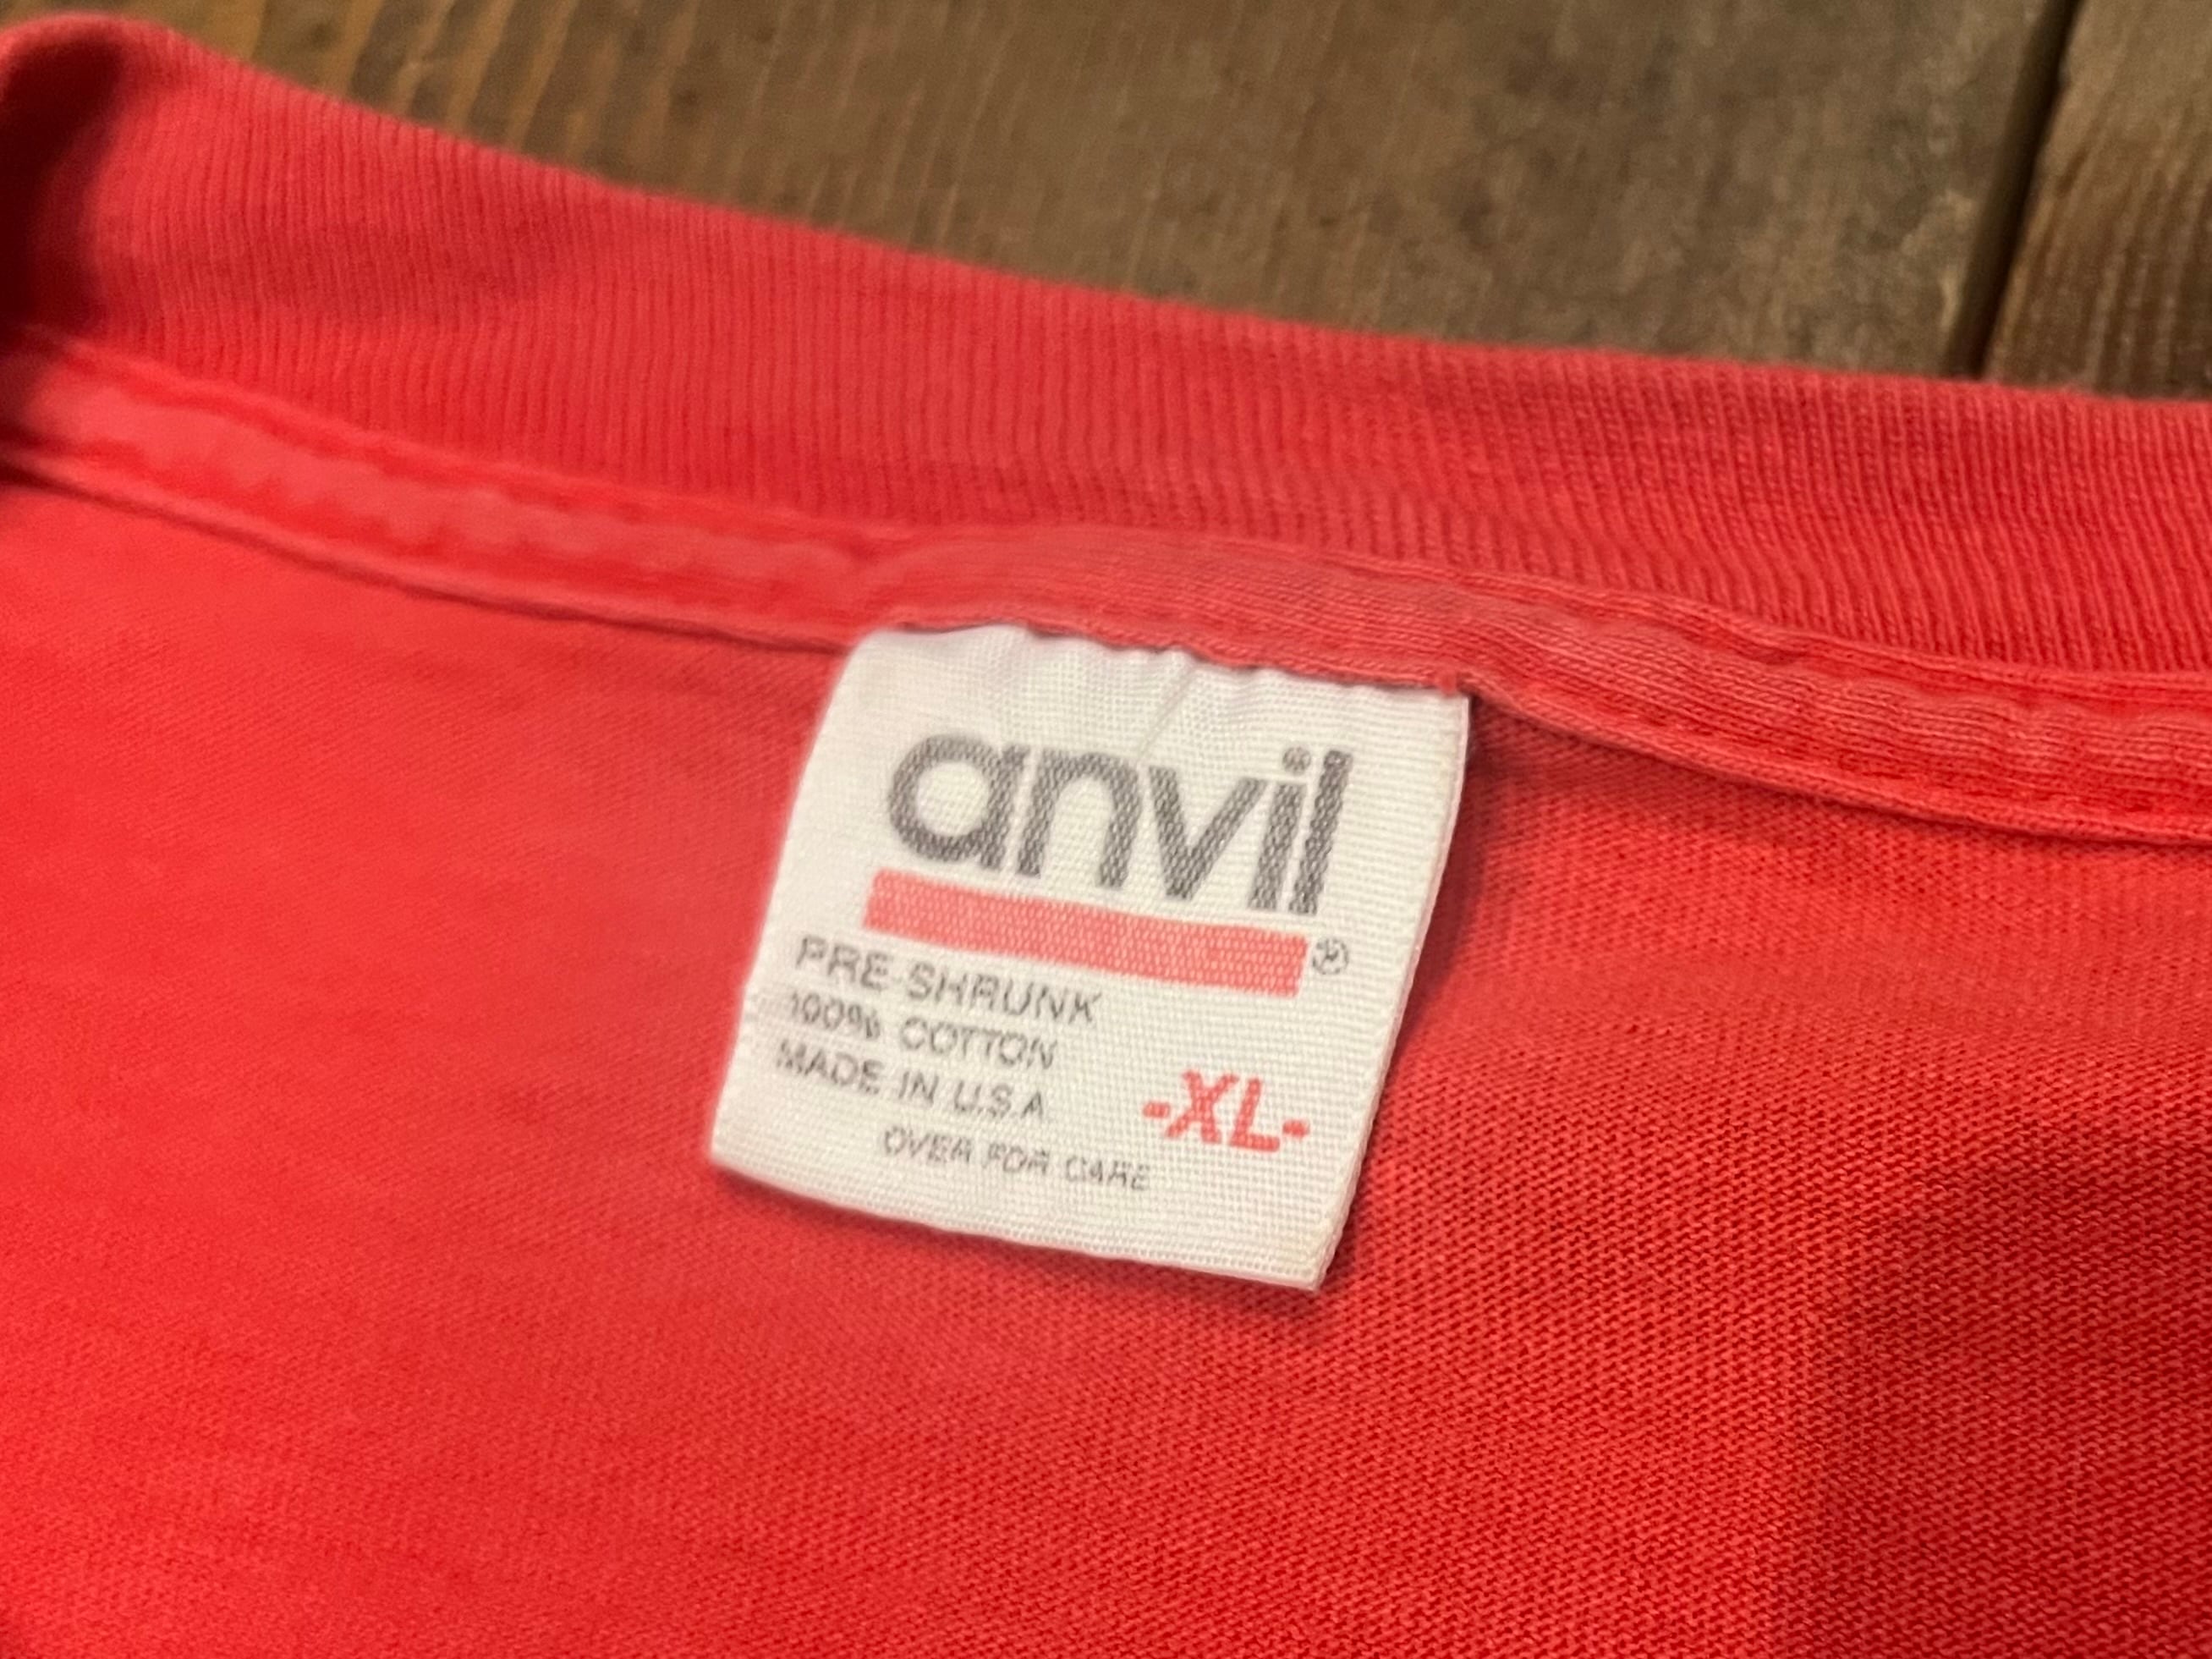 anvil
®
PRE-SHRUNK
100% COTTON
MADE IN U.S.A.
-XL-
OVER FOR CARE